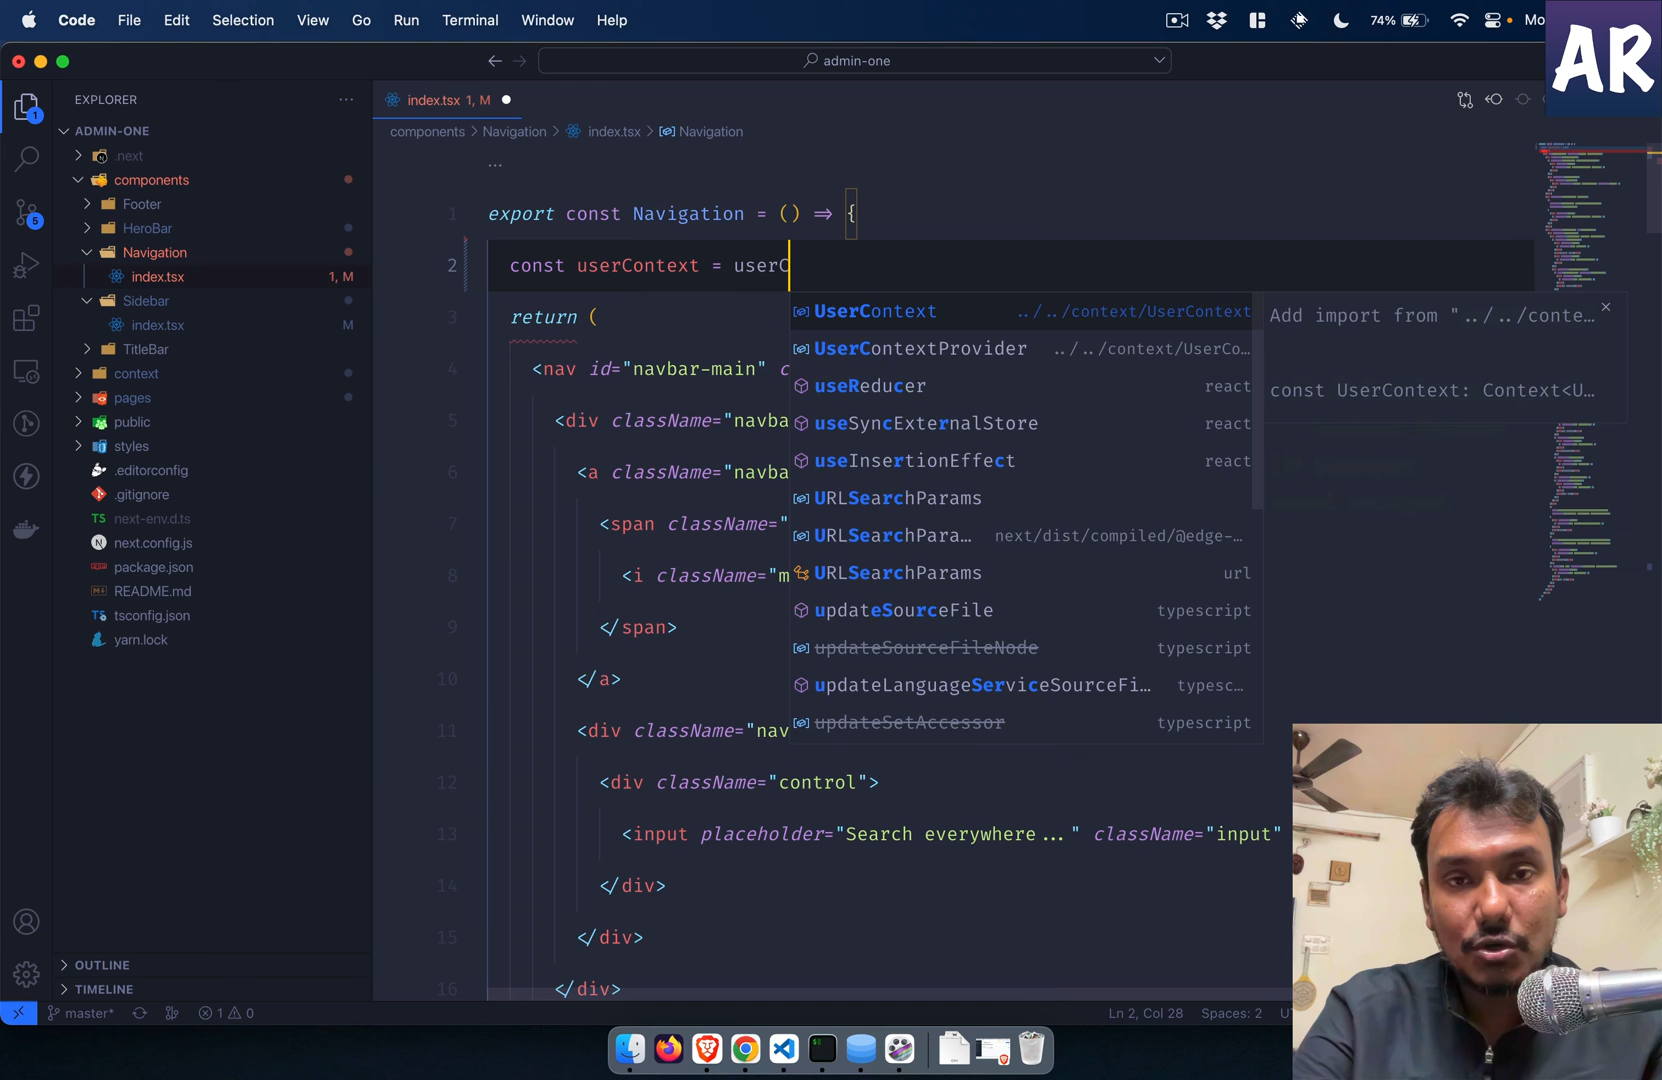 Code File Edit Selection View Go Run Terminal Window Help 74% Mo
AR
admin-one
EXPLORER
index.tsx 1, M
ADMIN-ONE
components > Navigation > index.tsx > Navigation
.next
components
Footer
HeroBar
Navigation
index.tsx 1, M
Sidebar
index.tsx M
TitleBar
context
pages
public
styles
.editorconfig
.gitignore
next-env.d.ts
next.config.js
package.json
README.md
tsconfig.json
yarn.lock
OUTLINE
TIMELINE
1
5
...
1 export const Navigation = () => {
2 const userContext = userC
3 return (
4 <nav id="navbar-main" c
5 <div className="navba
6 <a className="navba
7 <span className="
8 <i className="m
9 </span>
10 </a>
11 <div className="nav
12 <div className="control">
13 <input placeholder="Search everywhere..." className="input"
14 </div>
15 </div>
16 </div>
UserContext ../../context/UserContext
UserContextProvider ../../context/UserCo...
useReducer react
useSyncExternalStore react
useInsertionEffect react
URLSearchParams
URLSearchPara... next/dist/compiled/@edge-...
URLSearchParams url
updateSourceFile typescript
updateSourceFileNode typescript
updateLanguageServiceSourceFi... typesc...
updateSetAccessor typescript
Add import from "../../conte...
const UserContext: Context<U...
master* 1 0 Ln 2, Col 28 Spaces: 2